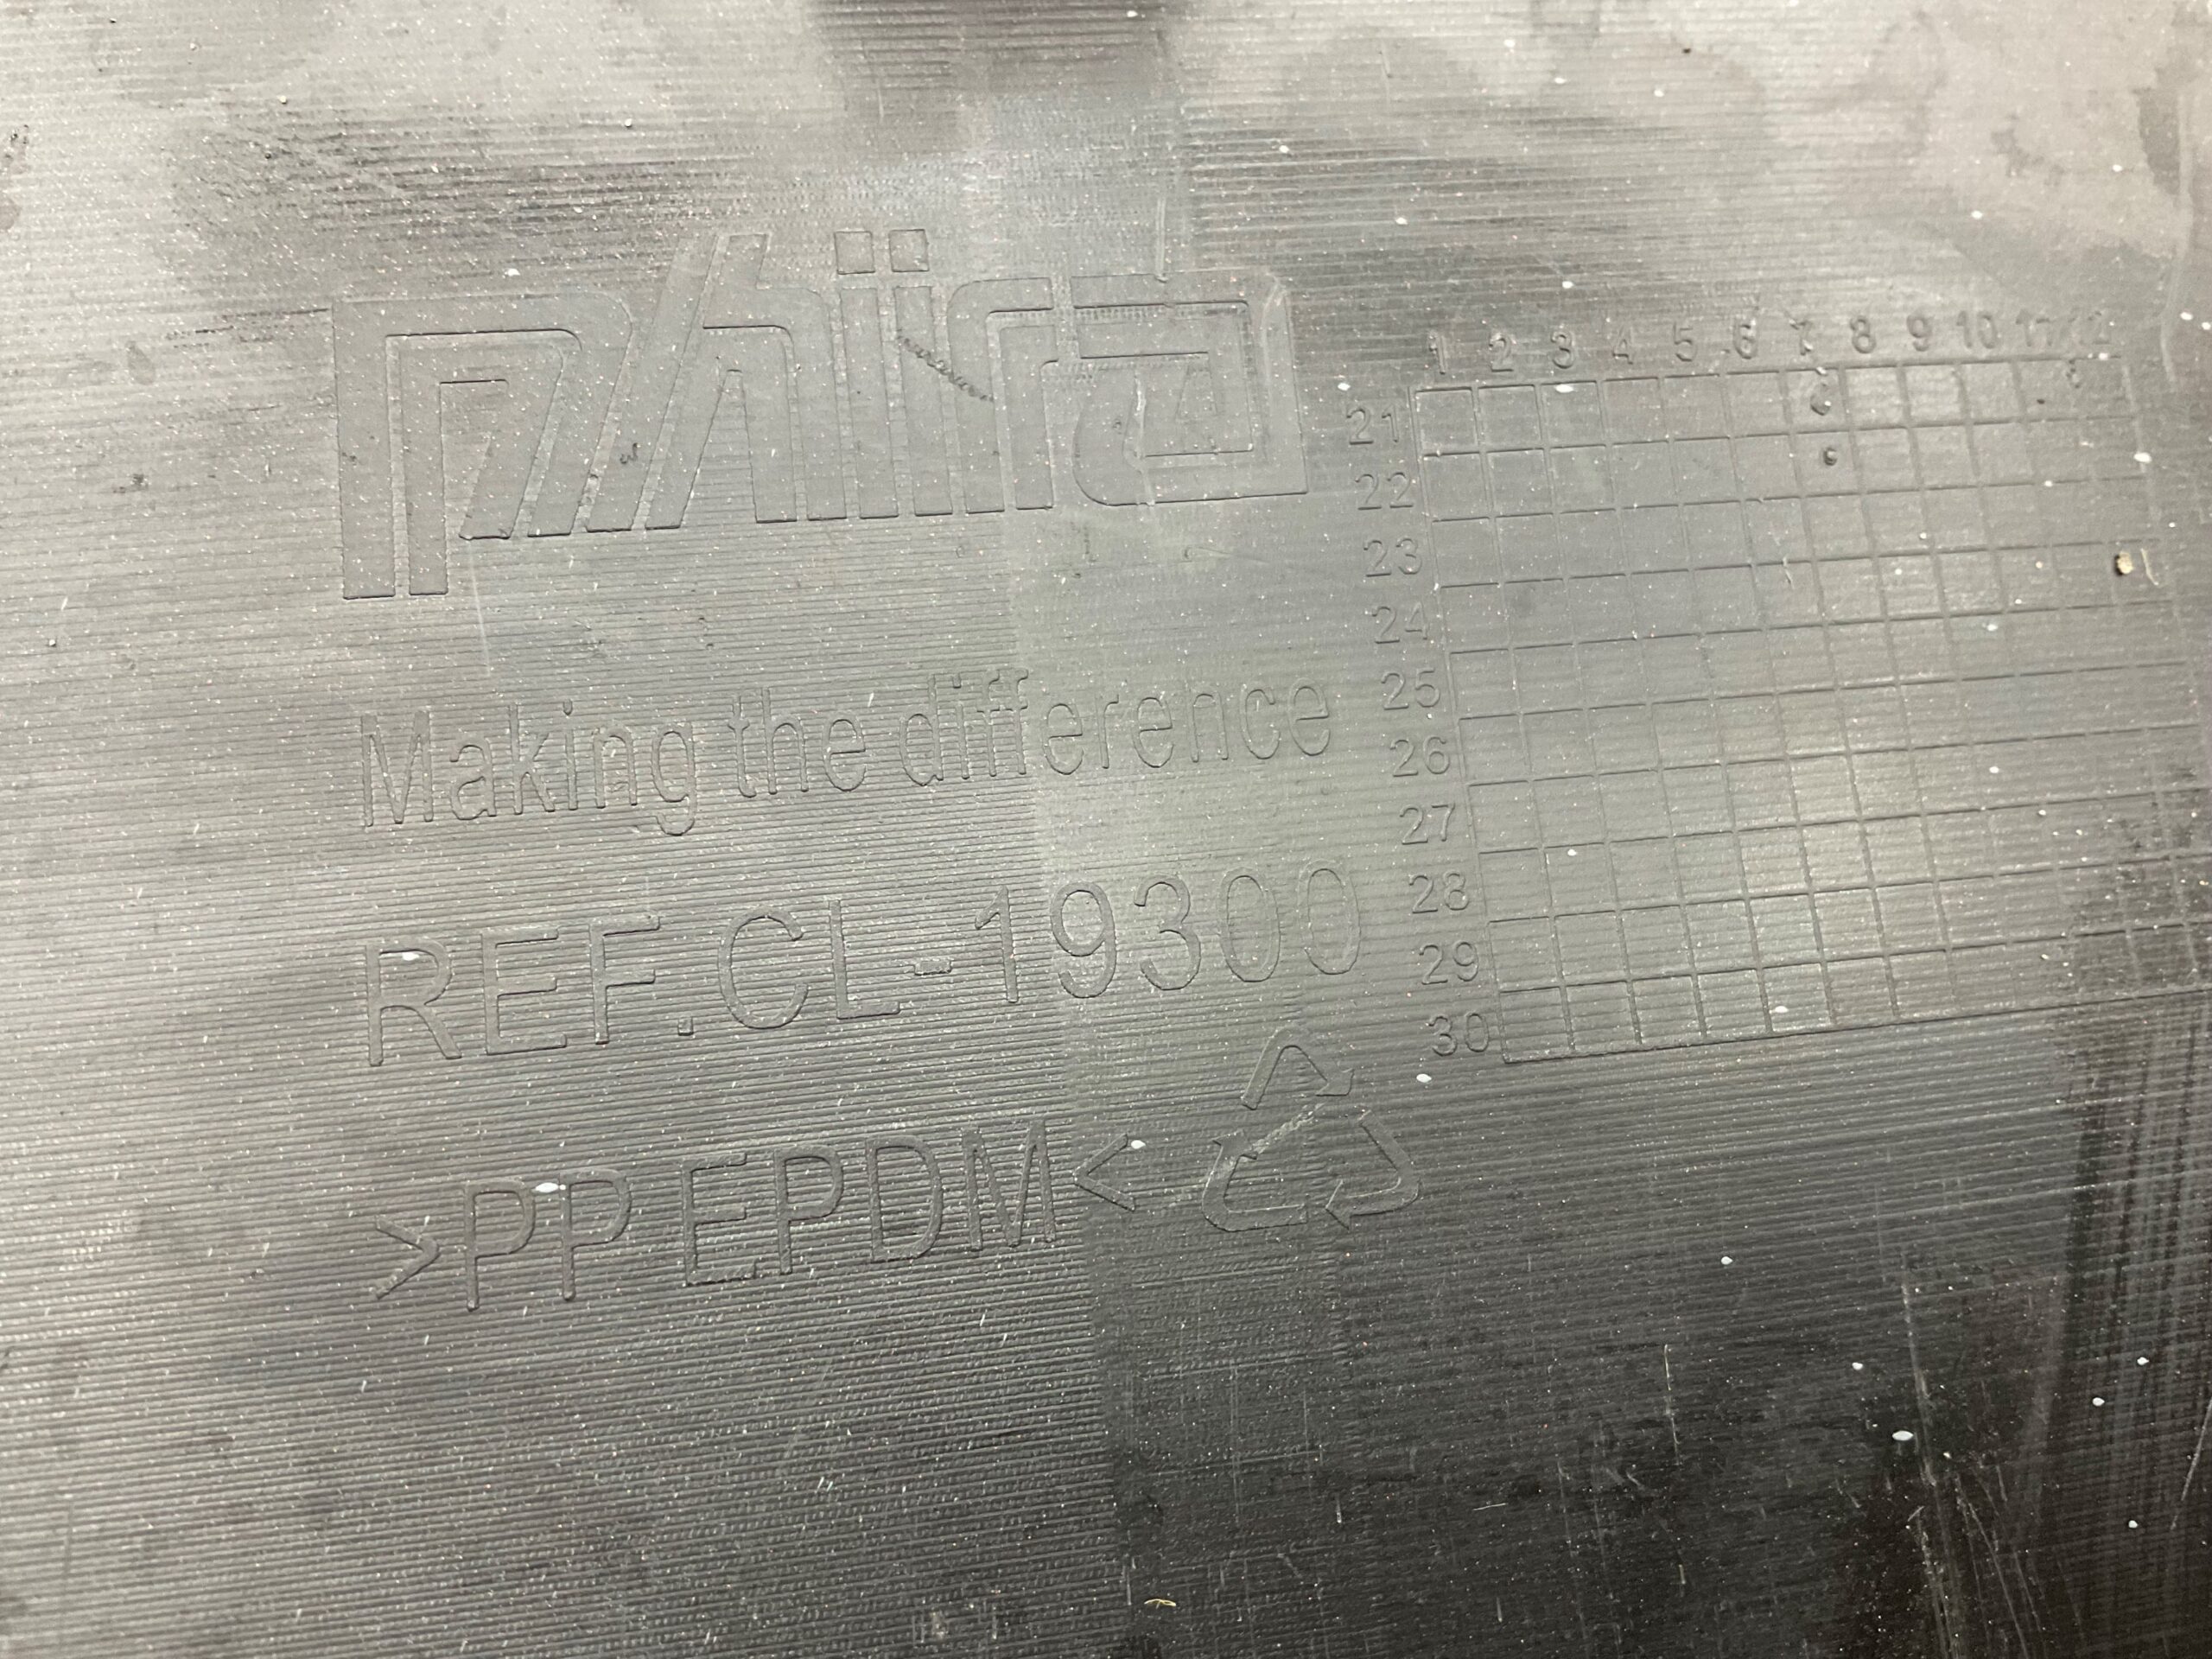 phira
Making the difference
REF.CL-19300
>PP EPDM<
1 2 3 4 5 6 7 8 9 10 11 12
21
22
23
24
25
26
27
28
29
30